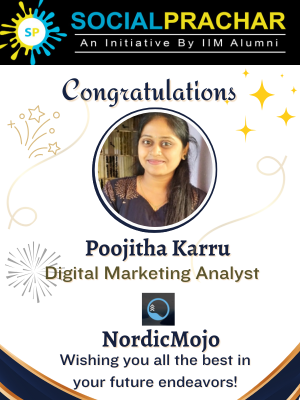 SP
SOCIALPRACHAR
An Initiative By IIM Alumni
Congratulations
Poojitha Karru
Digital Marketing Analyst
NordicMojo
Wishing you all the best in
your future endeavors!